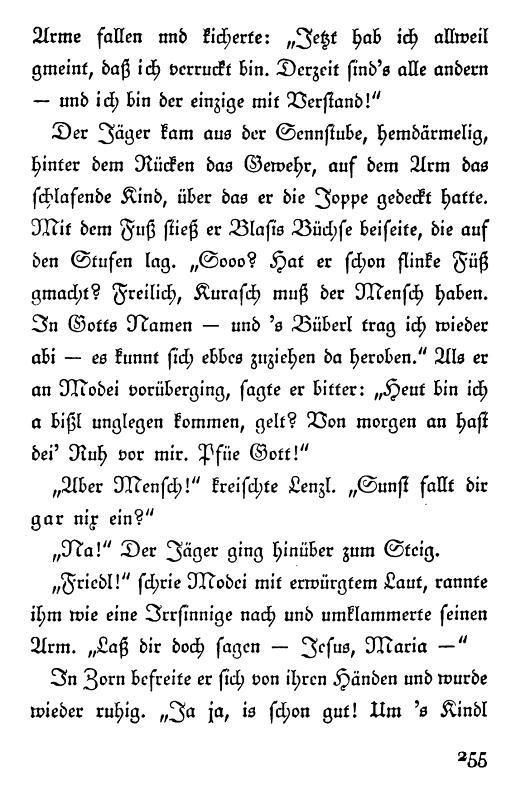 Arme fallen und kicherte: „Jetzt hab ich allweil
gmeint, daß ich verruckt bin. Derzeit sind's alle andern
— und ich bin der einzige mit Verstand!“
Der Jäger kam aus der Sennstube, hemdärmelig,
hinter dem Rücken das Gewehr, auf dem Arm das
schlafende Kind, über das er die Joppe gedeckt hatte.
Mit dem Fuß stieß er Blasis Büchse beiseite, die auf
den Stufen lag. „Sooo? Hat er schon flinke Füß
gmacht? Freilich, Kurasch muß der Mensch haben.
In Gotts Namen — und 's Büberl trag ich wieder
abi — es kunnt sich ebbes zuziehen da heroben.“ Als er
an Modei vorüberging, sagte er bitter: „Heut bin ich
a bißl unglegen kommen, gelt? Von morgen an hast
dei' Ruh vor mir. Pfüe Gott!“
„Aber Mensch!“ kreischte Lenzl. „Sunst fallt dir
gar nix ein?“
„Na!“ Der Jäger ging hinüber zum Steig.
„Friedl!“ schrie Modei mit erwürgtem Laut, rannte
ihm wie eine Irrsinnige nach und umklammerte seinen
Arm. „Laß dir doch sagen — Jesus, Maria —“
In Zorn befreite er sich von ihren Händen und wurde
wieder ruhig. „Ja ja, is schon gut! Um 's Kindl
255